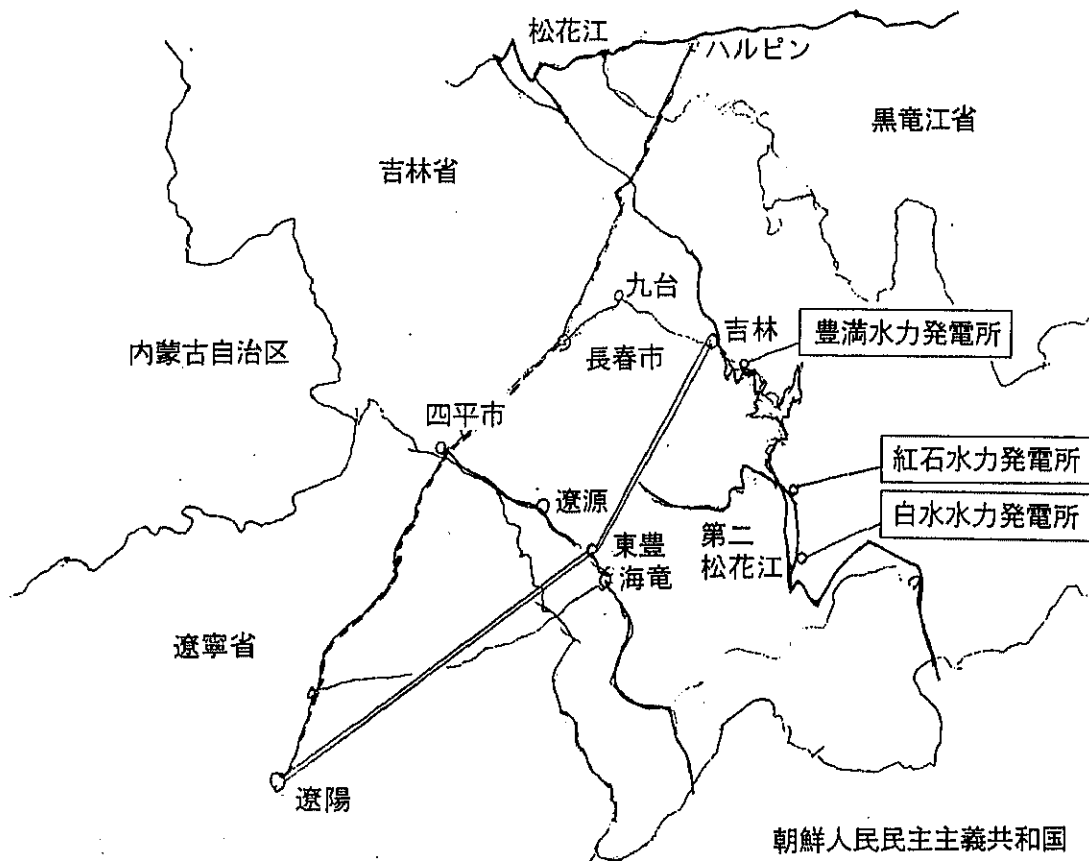 松花江
ハルピン
黒竜江省
吉林省
九台
吉林
豊満水力発電所
内蒙古自治区
長春市
四平市
紅石水力発電所
遼源
白水水力発電所
第二
松花江
東豊
海竜
遼寧省
遼陽
朝鮮人民民主主義共和国